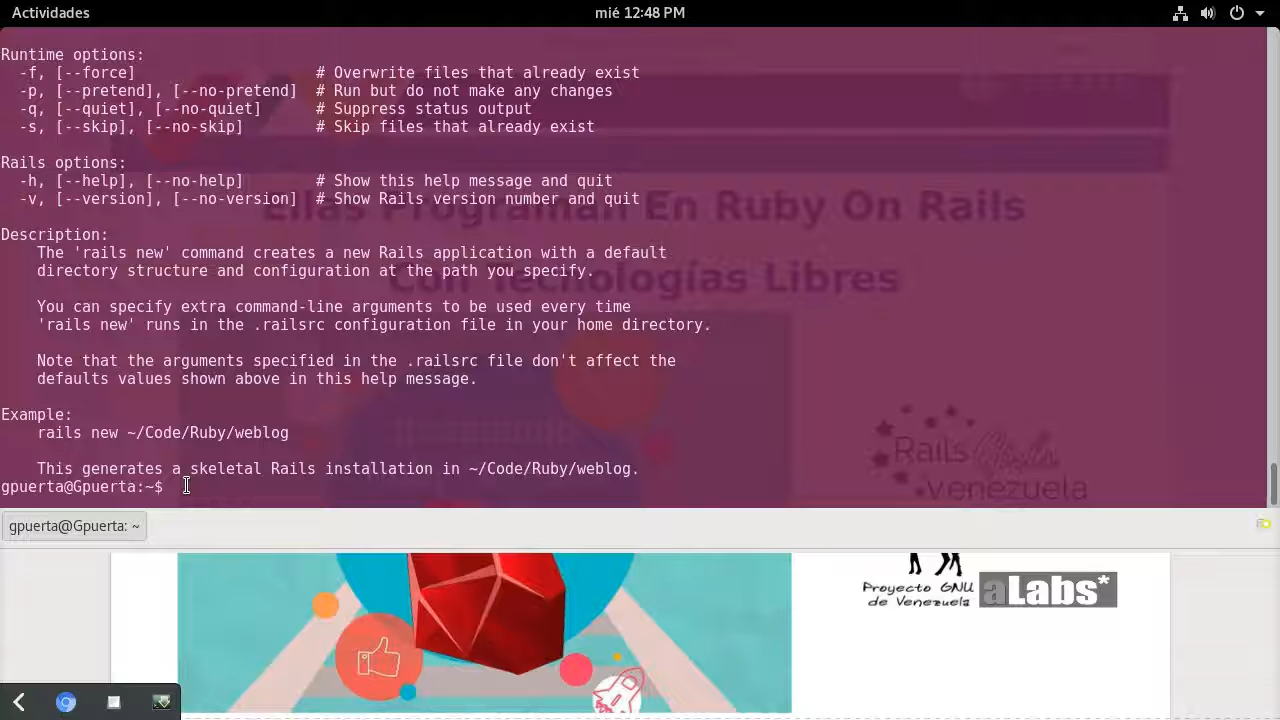 Actividades
mié 12:48 PM
Runtime options:
-f, [--force] # Overwrite files that already exist
-p, [--pretend], [--no-pretend] # Run but do not make any changes
-q, [--quiet], [--no-quiet] # Suppress status output
-s, [--skip], [--no-skip] # Skip files that already exist
Rails options:
-h, [--help], [--no-help] # Show this help message and quit
-v, [--version], [--no-version] # Show Rails version number and quit
Ellas Programan En Ruby On Rails
Description:
The 'rails new' command creates a new Rails application with a default
directory structure and configuration at the path you specify.
Con Tecnologías Libres
You can specify extra command-line arguments to be used every time
'rails new' runs in the .railsrc configuration file in your home directory.
Note that the arguments specified in the .railsrc file don't affect the
defaults values shown above in this help message.
Example:
rails new ~/Code/Ruby/weblog
Rails Girls
This generates a skeletal Rails installation in ~/Code/Ruby/weblog.
venezuela
gpuerta@Gpuerta:~$
gpuerta@Gpuerta: ~
Proyecto GNU
de Venezuela
aLabs*